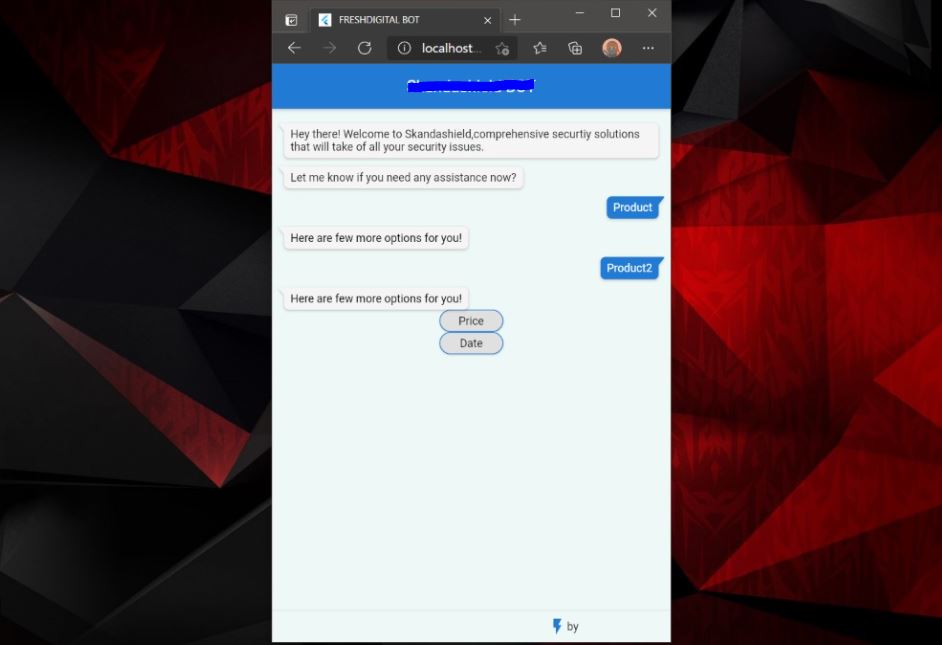 FRESHDIGITAL BOT
localhost...
Hey there! Welcome to Skandashield,comprehensive securtiy solutions
that will take of all your security issues.
Let me know if you need any assistance now?
Product
Here are few more options for you!
Product2
Here are few more options for you!
Price
Date
by